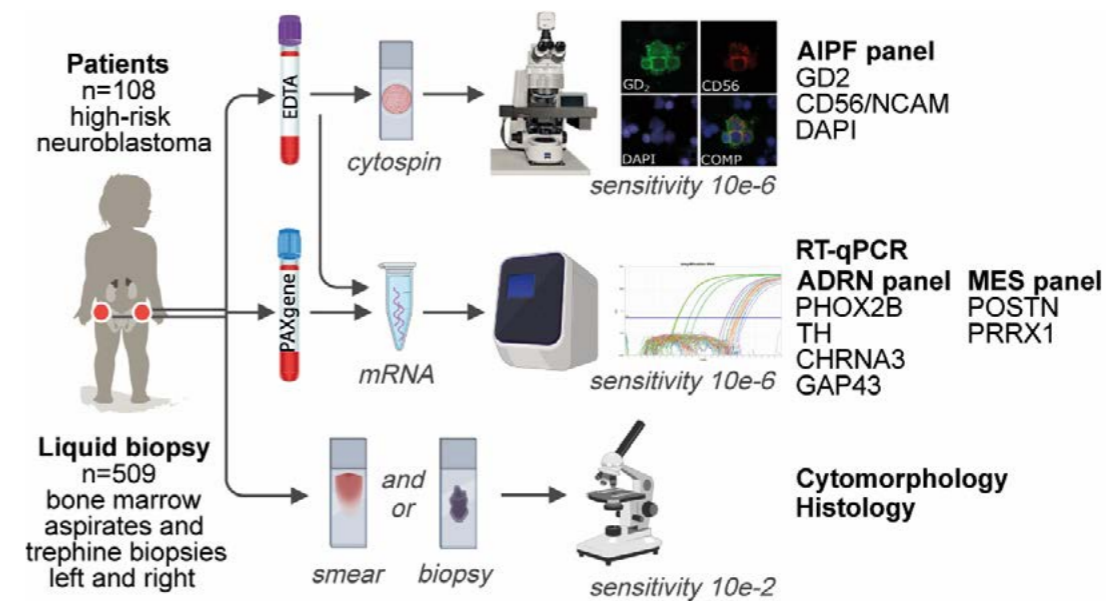 Patients
n=108
high-risk
neuroblastoma
EDTA
cytospin
GD2
CD56
DAPI
COMP
sensitivity 10e-6
AIPF panel
GD2
CD56/NCAM
DAPI
PAXgene
mRNA
sensitivity 10e-6
RT-qPCR
ADRN panel
PHOX2B
TH
CHRNA3
GAP43
MES panel
POSTN
PRRX1
Liquid biopsy
n=509
bone marrow
aspirates and
trephine biopsies
left and right
smear
and
or
biopsy
sensitivity 10e-2
Cytomorphology
Histology